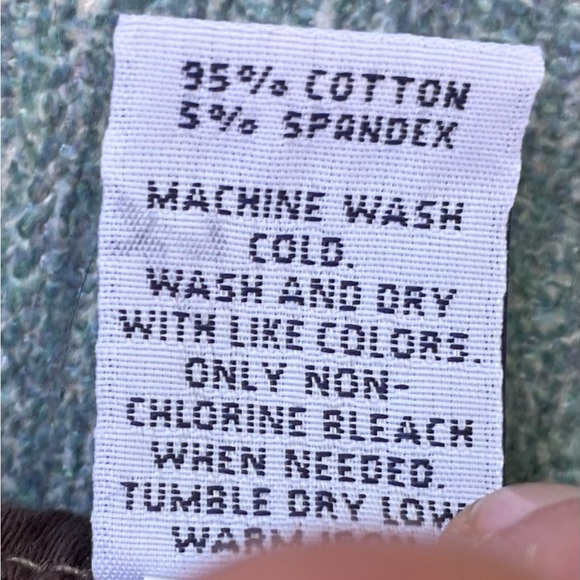 95% COTTON
5% SPANDEX
MACHINE WASH
COLD.
WASH AND DRY
WITH LIKE COLORS.
ONLY NON-
CHLORINE BLEACH
WHEN NEEDED.
TUMBLE DRY LOW
WARM